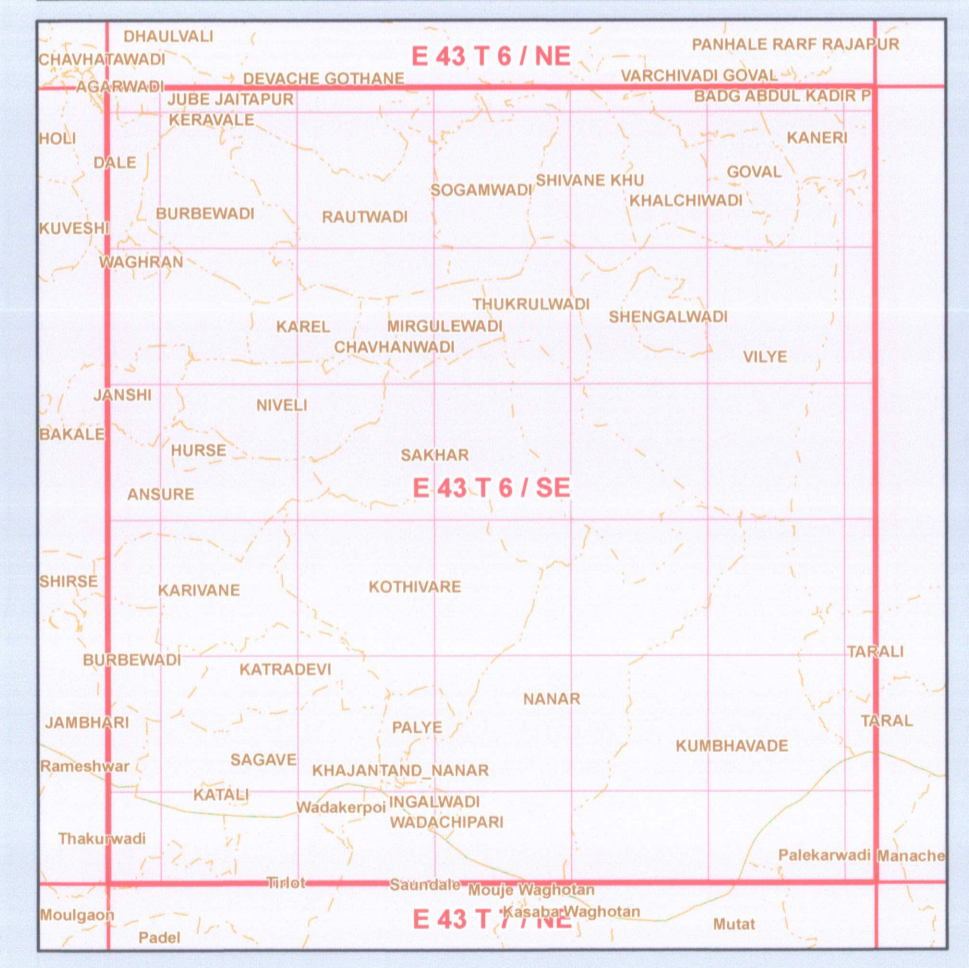 DHAULVALI
PANHALE RARF RAJAPUR
E 43 T 6 / NE
CHAVHATAWADI
DEVACHE GOTHANE
VARCHIVADI GOVAL
AGARWADI
JUBE JAITAPUR
BADG ABDUL KADIR P
KERAVALE
HOLI
KANERI
DALE
GOVAL
SOGAMWADI
SHIVANE KHU
KHALCHIWADI
BURBEWADI
RAUTWADI
KUVESHI
WAGHRAN
THUKRULWADI
SHENGALWADI
KAREL
MIRGULEWADI
CHAVHANWADI
VILYE
JANSHI
NIVELI
BAKALE
HURSE
SAKHAR
E 43 T 6 / SE
ANSURE
SHIRSE
KARIVANE
KOTHIVARE
BURBEWADI
TARALI
KATRADEVI
NANAR
JAMBHARI
PALYE
TARAL
KUMBHAVADE
Rameshwar
SAGAVE
KHAJANTAND_NANAR
KATALI
Wadakerpoi
INGALWADI
WADACHIPARI
Thakurwadi
Palekarwadi
Manache
Tirlot
Saundale
Mouje Waghotan
Moulgaon
Kasaba Waghotan
E 43 T 7 / NE
Mutat
Padel